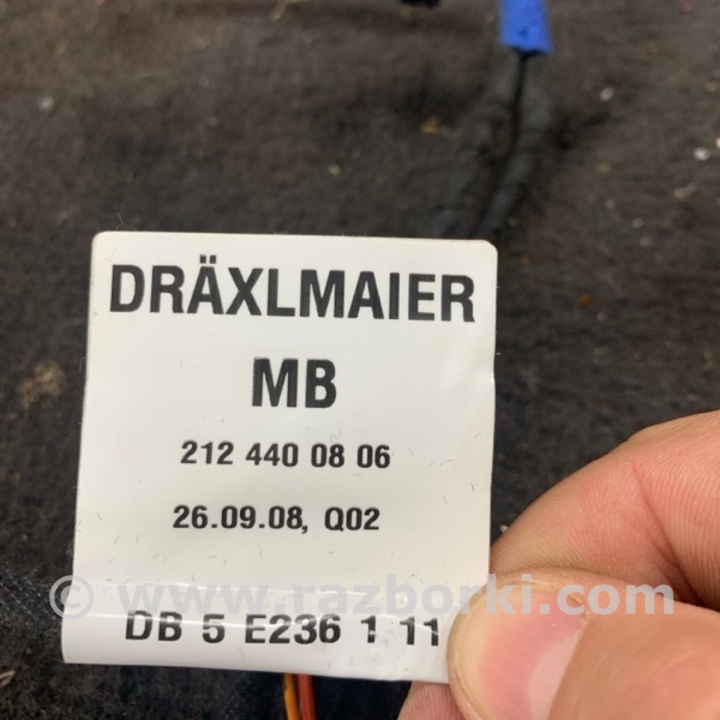 DRÄXLMAIER
MB
212 440 08 06
26.09.08, Q02
© www.razborki.com
DB 5 E236 1 11